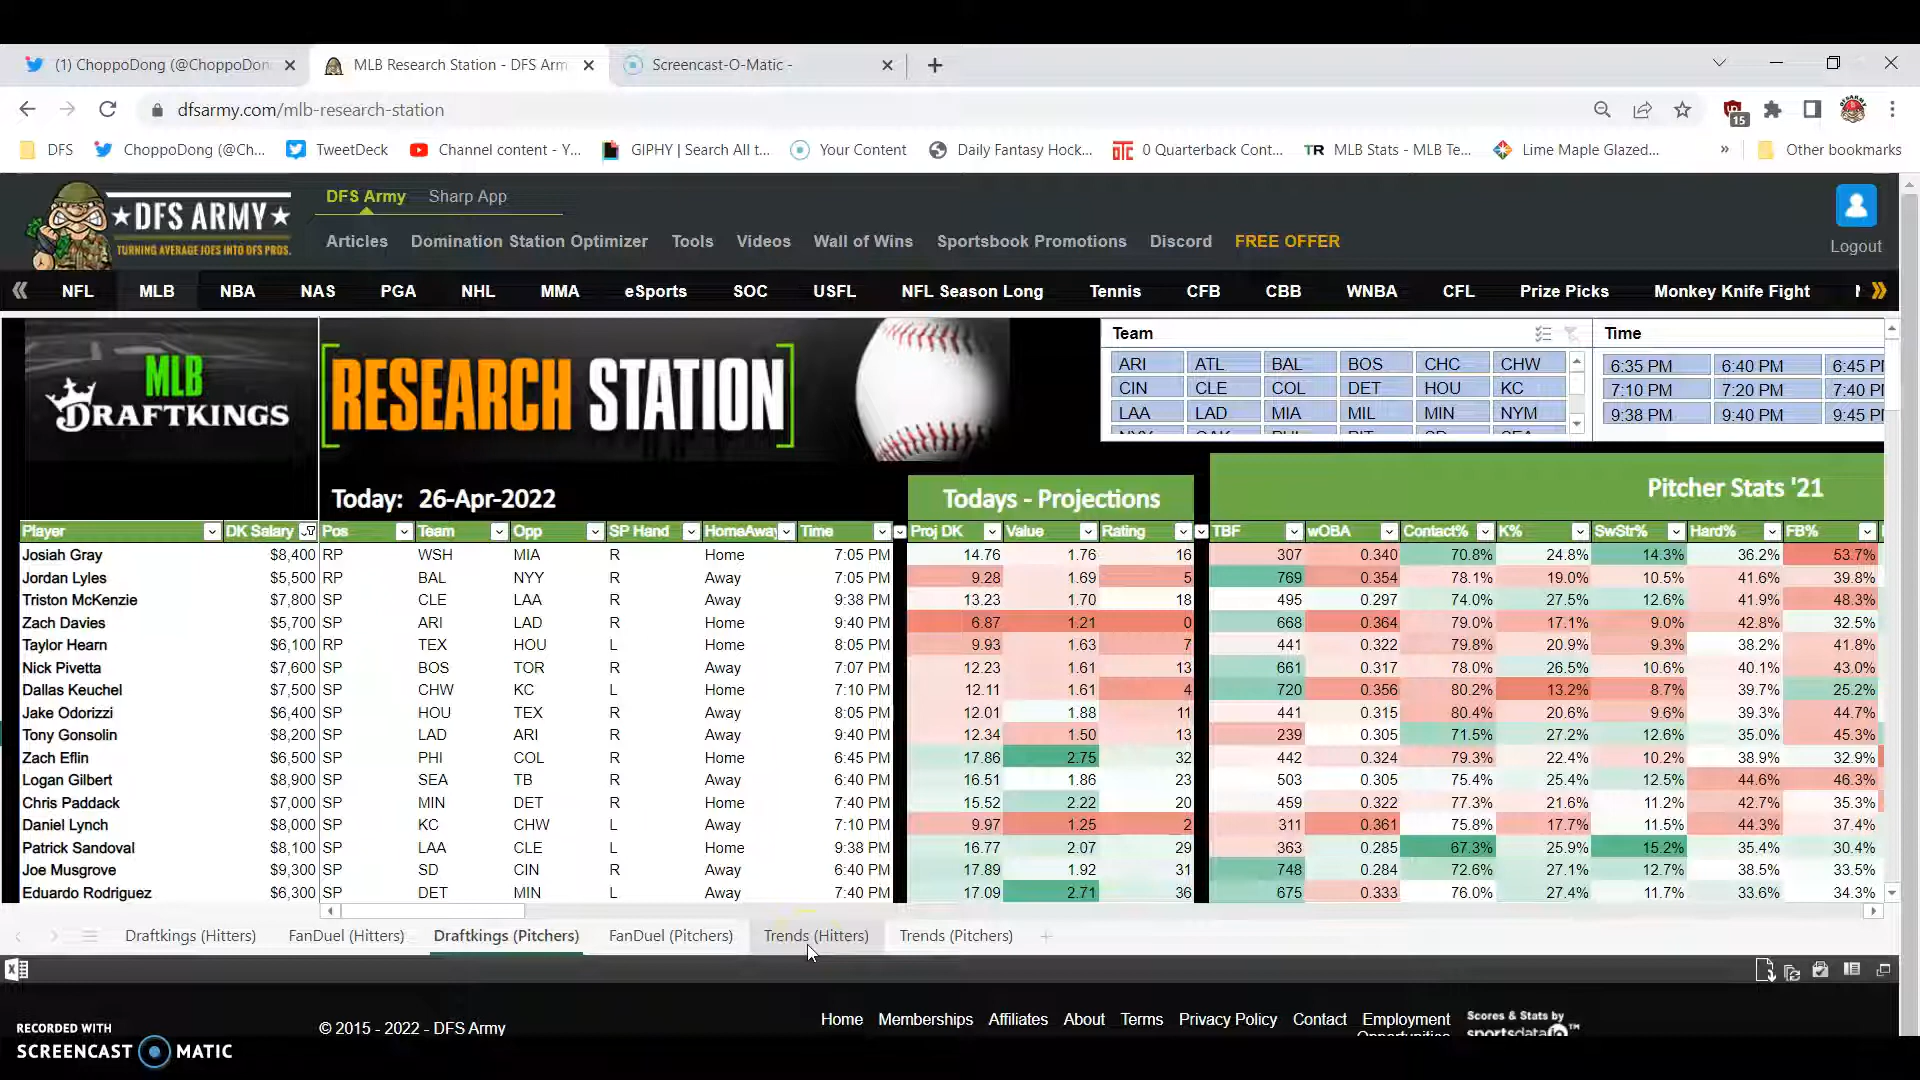 (1) ChoppoDong (@ChoppoDon
MLB Research Station - DFS Arm
Screencast-O-Matic -
dfsarmy.com/mlb-research-station
15
DFS
ChoppoDong (@Ch...
TweetDeck
Channel content - Y...
GIPHY | Search All t...
Your Content
Daily Fantasy Hock...
0 Quarterback Cont...
TR MLB Stats - MLB Te...
Lime Maple Glazed...
» Other bookmarks
★DFS ARMY★
TURNING AVERAGE JOES INTO DFS PROS.
DFS Army Sharp App
Articles Domination Station Optimizer Tools Videos Wall of Wins Sportsbook Promotions Discord FREE OFFER
Logout
NFL MLB NBA NAS PGA NHL MMA eSports SOC USFL NFL Season Long Tennis CFB CBB WNBA CFL Prize Picks Monkey Knife Fight
MLB
DRAFTKINGS
[RESEARCH STATION]
Team
ARI ATL BAL BOS CHC CHW
CIN CLE COL DET HOU KC
LAA LAD MIA MIL MIN NYM
Time
6:35 PM 6:40 PM 6:45 P
7:10 PM 7:20 PM 7:40 P
9:38 PM 9:40 PM 9:45 P
Today: 26-Apr-2022
Todays - Projections
Pitcher Stats '21
Player DK Salary Pos Team Opp SP Hand HomeAway Time Proj DK Value Rating TBF wOBA Contact% K% SwStr% Hard% FB%
Josiah Gray $8,400 RP WSH MIA R Home 7:05 PM 14.76 1.76 16 307 0.340 70.8% 24.8% 14.3% 36.2% 53.7%
Jordan Lyles $5,500 RP BAL NYY R Away 7:05 PM 9.28 1.69 5 769 0.354 78.1% 19.0% 10.5% 41.6% 39.8%
Triston McKenzie $7,800 SP CLE LAA R Away 9:38 PM 13.23 1.70 18 495 0.297 74.0% 27.5% 12.6% 41.9% 48.3%
Zach Davies $5,700 SP ARI LAD R Home 9:40 PM 6.87 1.21 0 668 0.364 79.0% 17.1% 9.0% 42.8% 32.5%
Taylor Hearn $6,100 RP TEX HOU L Home 8:05 PM 9.93 1.63 7 441 0.322 79.8% 20.9% 9.3% 38.2% 41.8%
Nick Pivetta $7,600 SP BOS TOR R Away 7:07 PM 12.23 1.61 13 661 0.317 78.0% 26.5% 10.6% 40.1% 43.0%
Dallas Keuchel $7,500 SP CHW KC L Home 7:10 PM 12.11 1.61 4 720 0.356 80.2% 13.2% 8.7% 39.7% 25.2%
Jake Odorizzi $6,400 SP HOU TEX R Away 8:05 PM 12.01 1.88 11 441 0.315 80.4% 20.6% 9.6% 39.3% 44.7%
Tony Gonsolin $8,200 SP LAD ARI R Away 9:40 PM 12.34 1.50 13 239 0.305 71.5% 27.2% 12.6% 35.0% 45.3%
Zach Eflin $6,500 SP PHI COL R Home 6:45 PM 17.86 2.75 32 442 0.324 79.3% 22.4% 10.2% 38.9% 32.9%
Logan Gilbert $8,900 SP SEA TB R Away 6:40 PM 16.51 1.86 23 503 0.305 75.4% 25.4% 12.5% 44.6% 46.3%
Chris Paddack $7,000 SP MIN DET R Home 7:40 PM 15.52 2.22 20 459 0.322 77.3% 21.6% 11.2% 42.7% 35.3%
Daniel Lynch $8,000 SP KC CHW L Away 7:10 PM 9.97 1.25 2 311 0.361 75.8% 17.7% 11.5% 44.3% 37.4%
Patrick Sandoval $8,100 SP LAA CLE L Home 9:38 PM 16.77 2.07 29 363 0.285 67.3% 25.9% 15.2% 35.4% 30.4%
Joe Musgrove $9,300 SP SD CIN R Away 6:40 PM 17.89 1.92 31 748 0.284 72.6% 27.1% 12.7% 38.5% 33.5%
Eduardo Rodriguez $6,300 SP DET MIN L Away 7:40 PM 17.09 2.71 36 675 0.333 76.0% 27.4% 11.7% 33.6% 34.3%
Draftkings (Hitters) FanDuel (Hitters) Draftkings (Pitchers) FanDuel (Pitchers) Trends (Hitters) Trends (Pitchers)
© 2015 - 2022 - DFS Army
Home Memberships Affiliates About Terms Privacy Policy Contact Employment
Scores & Stats by
RECORDED WITH
SCREENCAST MATIC